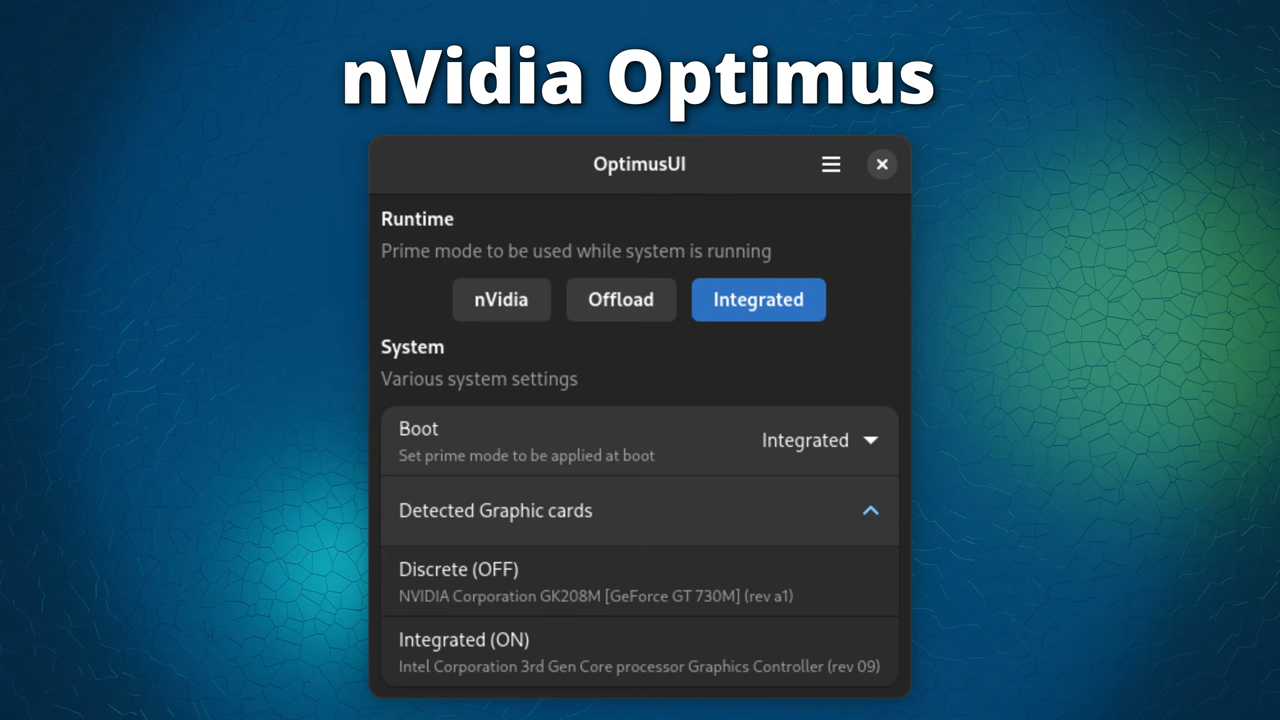 nVidia Optimus
OptimusUI
Runtime
Prime mode to be used while system is running
nVidia Offload Integrated
System
Various system settings
Boot
Integrated
Set prime mode to be applied at boot
Detected Graphic cards
Discrete (OFF)
NVIDIA Corporation GK208M [GeForce GT 730M] (rev a1)
Integrated (ON)
Intel Corporation 3rd Gen Core processor Graphics Controller (rev 09)